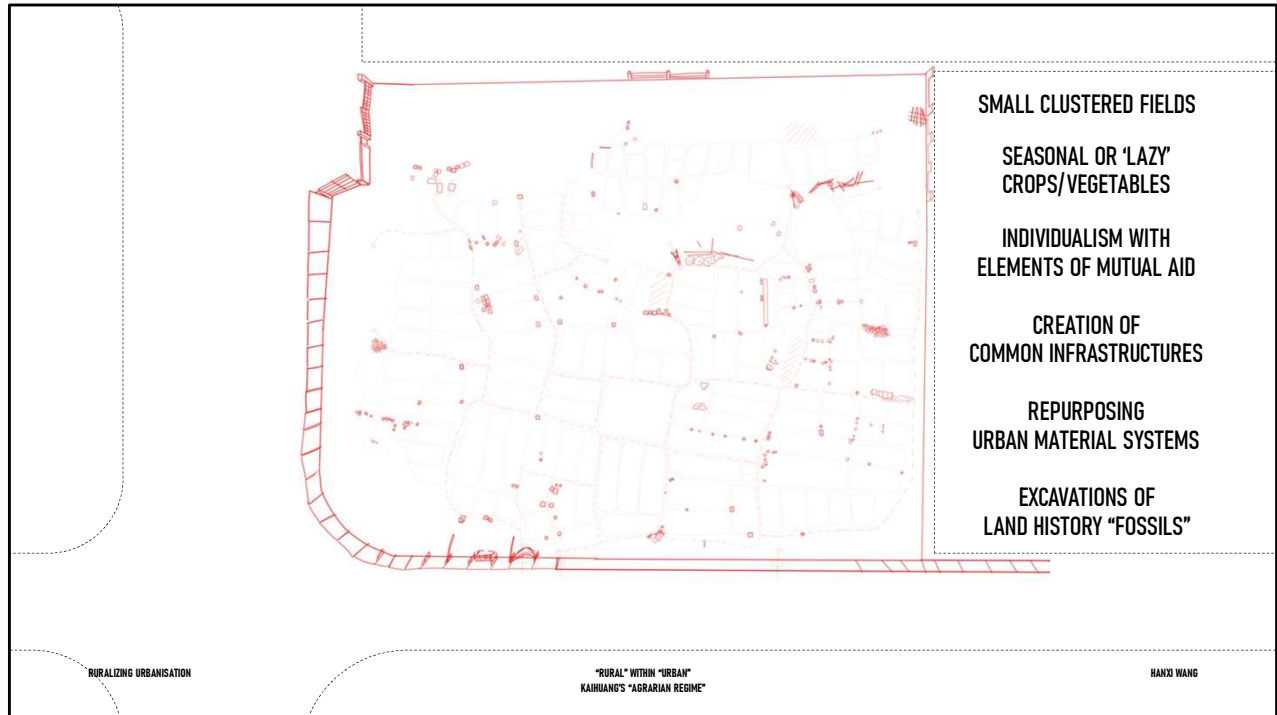 SMALL CLUSTERED FIELDS
SEASONAL OR ‘LAZY’
CROPS/VEGETABLES
INDIVIDUALISM WITH
ELEMENTS OF MUTUAL AID
CREATION OF
COMMON INFRASTRUCTURES
REPURPOSING
URBAN MATERIAL SYSTEMS
EXCAVATIONS OF
LAND HISTORY “FOSSILS”
RURALIZING URBANISATION
“RURAL” WITHIN “URBAN”
KAIHUANG’S “AGRARIAN REGIME”
HANXI WANG